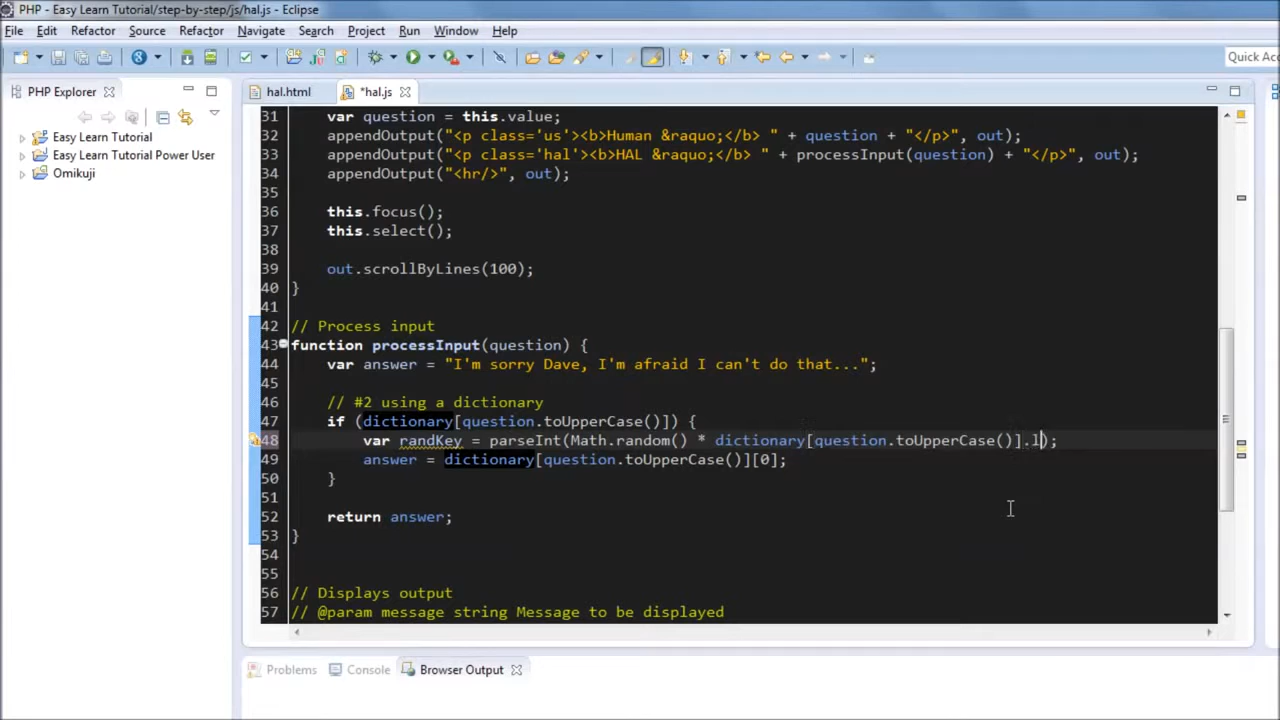 PHP - Easy Learn Tutorial/step-by-step/js/hal.js - Eclipse
File Edit Refactor Source Refactor Navigate Search Project Run Window Help
Quick Acc
PHP Explorer
hal.html *hal.js
Easy Learn Tutorial
Easy Learn Tutorial Power User
Omikuji
31 var question = this.value;
32 appendOutput("<p class='us'><b>Human &raquo;</b> " + question + "</p>", out);
33 appendOutput("<p class='hal'><b>HAL &raquo;</b> " + processInput(question) + "</p>", out);
34 appendOutput("<hr/>", out);
35
36 this.focus();
37 this.select();
38
39 out.scrollByLines(100);
40 }
41
42 // Process input
43 function processInput(question) {
44 var answer = "I'm sorry Dave, I'm afraid I can't do that...";
45
46 // #2 using a dictionary
47 if (dictionary[question.toUpperCase()]) {
48 var randKey = parseInt(Math.random() * dictionary[question.toUpperCase()].l);
49 answer = dictionary[question.toUpperCase()][0];
50 }
51
52 return answer;
53 }
54
55
56 // Displays output
57 // @param message string Message to be displayed
Problems Console Browser Output